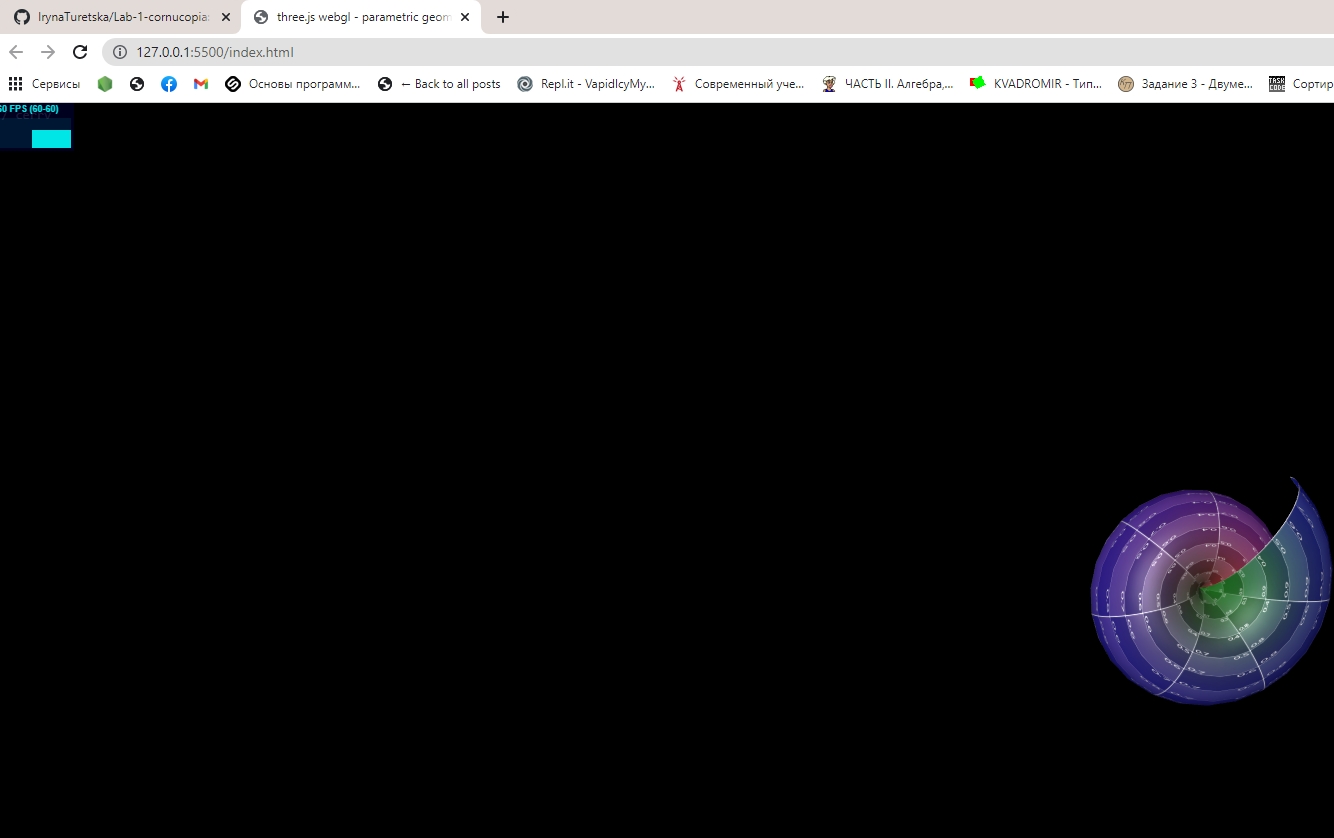 IrynaTuretska/Lab-1-cornucopia:
three.js webgl - parametric geom
127.0.0.1:5500/index.html
Сервисы
Основы программ...
← Back to all posts
Repl.it - VapidIcyMy...
Современный уче...
ЧАСТЬ II. Алгебра,...
KVADROMIR - Тип...
Задание 3 - Двуме...
TASK CODE
Сортир
60 FPS (60-60)